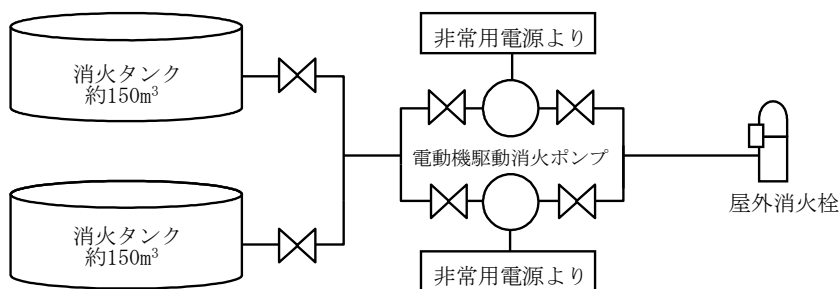 非常用電源より
消火タンク
約150m³
電動機駆動消火ポンプ
屋外消火栓
消火タンク
約150m³
非常用電源より